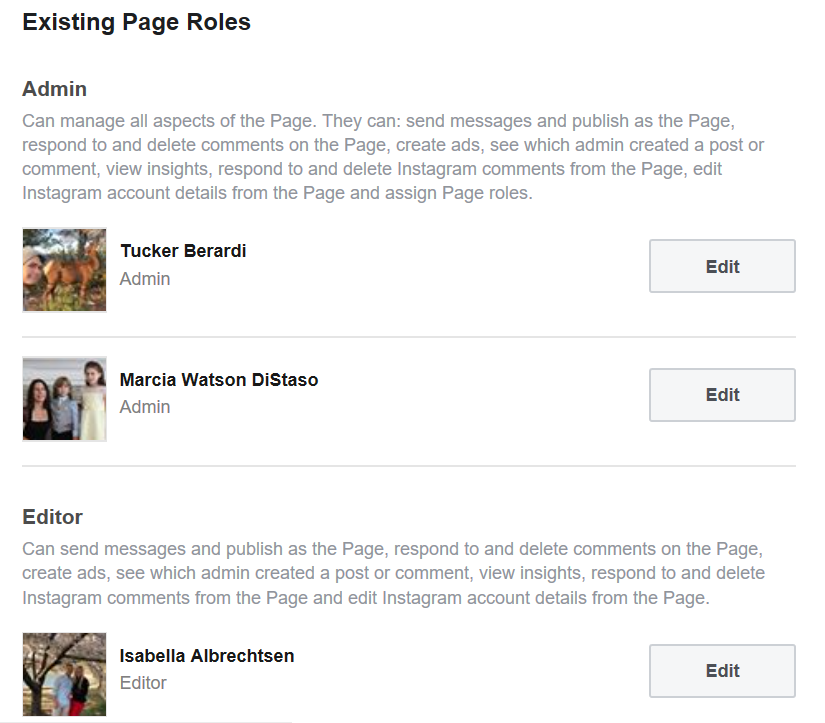 Existing Page Roles
Admin
Can manage all aspects of the Page. They can: send messages and publish as the Page,
respond to and delete comments on the Page, create ads, see which admin created a post or
comment, view insights, respond to and delete Instagram comments from the Page, edit
Instagram account details from the Page and assign Page roles.
Tucker Berardi
Admin
Edit
Marcia Watson DiStaso
Admin
Edit
Editor
Can send messages and publish as the Page, respond to and delete comments on the Page,
create ads, see which admin created a post or comment, view insights, respond to and delete
Instagram comments from the Page and edit Instagram account details from the Page.
Isabella Albrechtsen
Editor
Edit